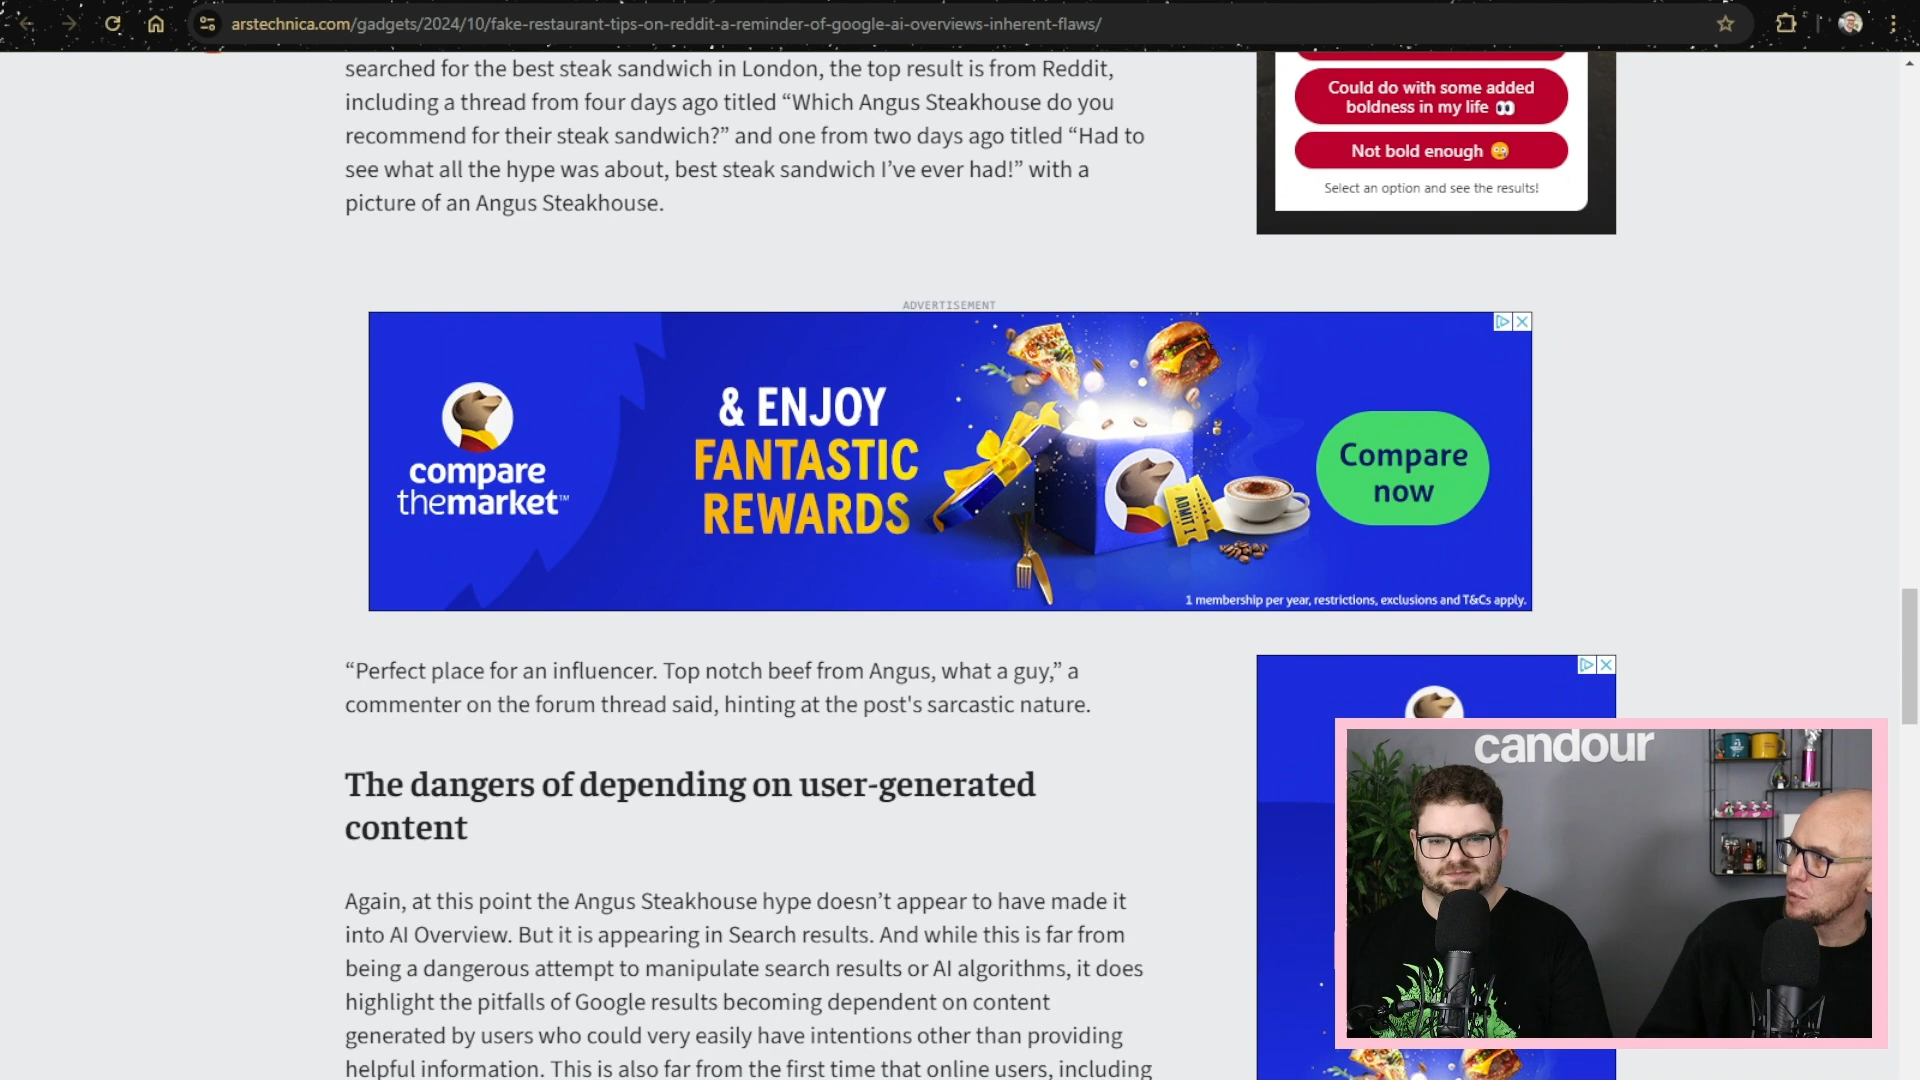 arstechnica.com/gadgets/2024/10/fake-restaurant-tips-on-reddit-a-reminder-of-google-ai-overviews-inherent-flaws/
searched for the best steak sandwich in London, the top result is from Reddit,
including a thread from four days ago titled “Which Angus Steakhouse do you
recommend for their steak sandwich?” and one from two days ago titled “Had to
see what all the hype was about, best steak sandwich I’ve ever had!” with a
picture of an Angus Steakhouse.
Could do with some added
boldness in my life 👀
Not bold enough
Select an option and see the results!
ADVERTISEMENT
compare
themarket™
& ENJOY
FANTASTIC
REWARDS
ADMIT 1
Compare
now
1 membership per year, restrictions, exclusions and T&Cs apply.
“Perfect place for an influencer. Top notch beef from Angus, what a guy,” a
commenter on the forum thread said, hinting at the post's sarcastic nature.
The dangers of depending on user-generated
content
Again, at this point the Angus Steakhouse hype doesn’t appear to have made it
into AI Overview. But it is appearing in Search results. And while this is far from
being a dangerous attempt to manipulate search results or AI algorithms, it does
highlight the pitfalls of Google results becoming dependent on content
generated by users who could very easily have intentions other than providing
helpful information. This is also far from the first time that online users, including
candour